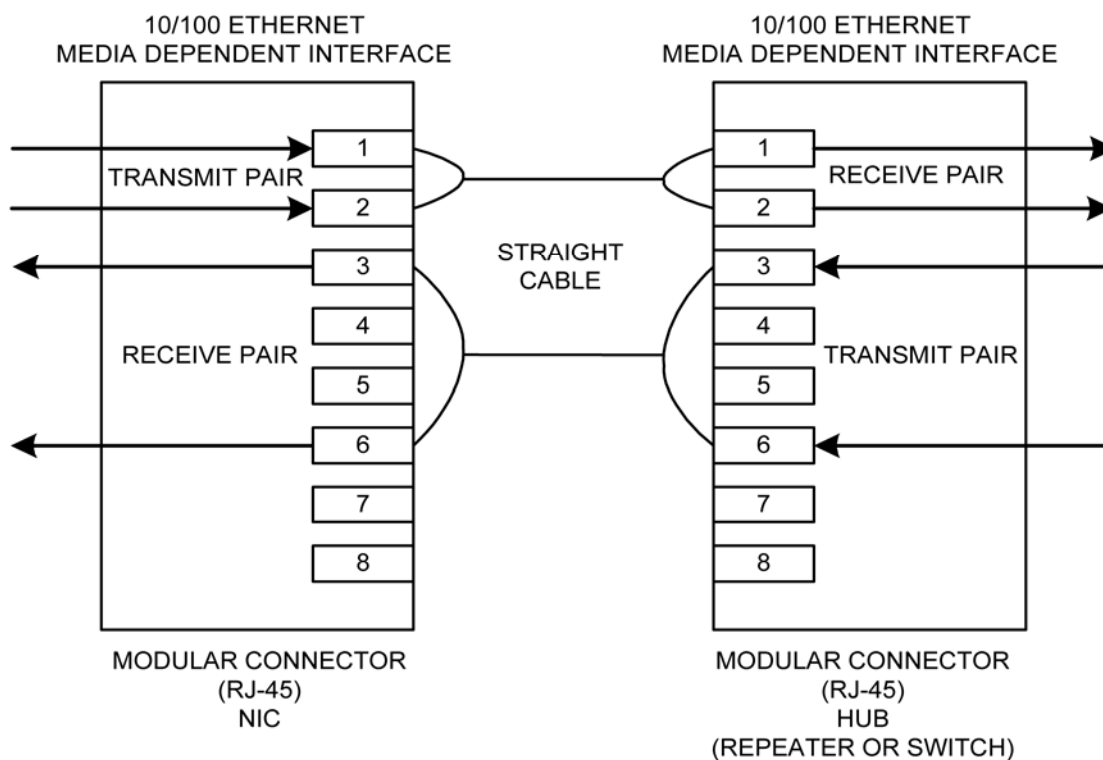 10/100 ETHERNET
MEDIA DEPENDENT INTERFACE
1
TRANSMIT PAIR
2
3
4
RECEIVE PAIR
5
6
7
8
MODULAR CONNECTOR
(RJ-45)
NIC
STRAIGHT
CABLE
10/100 ETHERNET
MEDIA DEPENDENT INTERFACE
1
RECEIVE PAIR
2
3
4
TRANSMIT PAIR
5
6
7
8
MODULAR CONNECTOR
(RJ-45)
HUB
(REPEATER OR SWITCH)